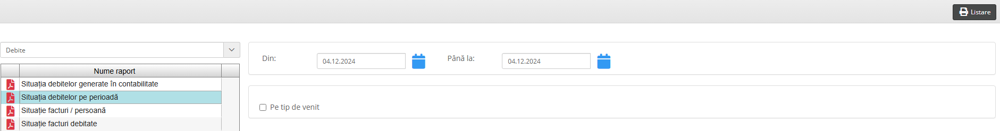 Listare
Debite
Nume raport
Situația debitelor generate în contabilitate
Situația debitelor pe perioadă
Situație facturi / persoană
Situație facturi debitate
Din:
04.12.2024
Până la:
04.12.2024
Pe tip de venit